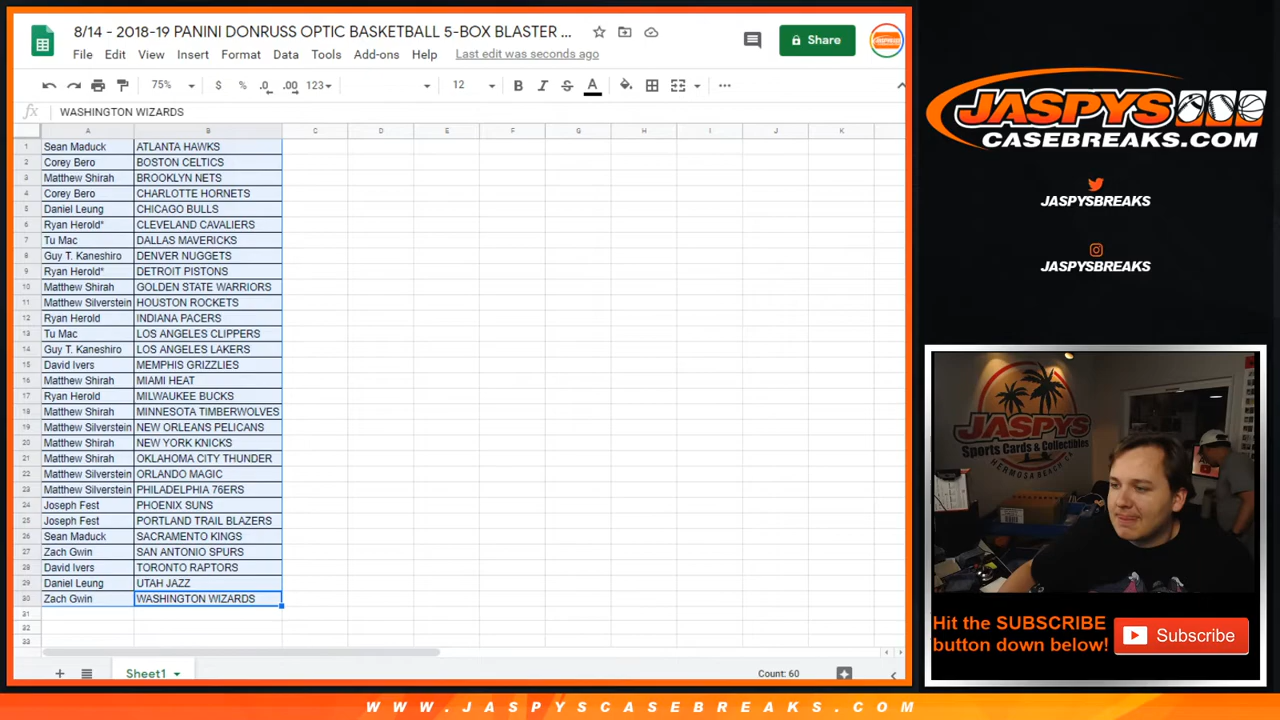 8/14 - 2018-19 PANINI DONRUSS OPTIC BASKETBALL 5-BOX BLASTER ...
File Edit View Insert Format Data Tools Add-ons Help Last edit was seconds ago
Share
75% $ % .0 .00 123 12 B I S A ...
fx WASHINGTON WIZARDS
A B C D E F G H I J K
1 Sean Maduck ATLANTA HAWKS
2 Corey Bero BOSTON CELTICS
3 Matthew Shirah BROOKLYN NETS
4 Corey Bero CHARLOTTE HORNETS
5 Daniel Leung CHICAGO BULLS
6 Ryan Herold* CLEVELAND CAVALIERS
7 Tu Mac DALLAS MAVERICKS
8 Guy T. Kaneshiro DENVER NUGGETS
9 Ryan Herold* DETROIT PISTONS
10 Matthew Shirah GOLDEN STATE WARRIORS
11 Matthew Silverstein HOUSTON ROCKETS
12 Ryan Herold INDIANA PACERS
13 Tu Mac LOS ANGELES CLIPPERS
14 Guy T. Kaneshiro LOS ANGELES LAKERS
15 David Ivers MEMPHIS GRIZZLIES
16 Matthew Shirah MIAMI HEAT
17 Ryan Herold MILWAUKEE BUCKS
18 Matthew Shirah MINNESOTA TIMBERWOLVES
19 Matthew Silverstein NEW ORLEANS PELICANS
20 Matthew Shirah NEW YORK KNICKS
21 Matthew Shirah OKLAHOMA CITY THUNDER
22 Matthew Silverstein ORLANDO MAGIC
23 Matthew Silverstein PHILADELPHIA 76ERS
24 Joseph Fest PHOENIX SUNS
25 Joseph Fest PORTLAND TRAIL BLAZERS
26 Sean Maduck SACRAMENTO KINGS
27 Zach Gwin SAN ANTONIO SPURS
28 David Ivers TORONTO RAPTORS
29 Daniel Leung UTAH JAZZ
30 Zach Gwin WASHINGTON WIZARDS
31
32
33
Sheet1
Count: 60
JASPYS
CASEBREAKS.COM
JASPYSBREAKS
JASPYSBREAKS
JASPYS
Sports Cards & Collectibles
HERMOSA BEACH CA
Hit the SUBSCRIBE
button down below!
Subscribe
WWW.JASPYSCASEBREAKS.COM